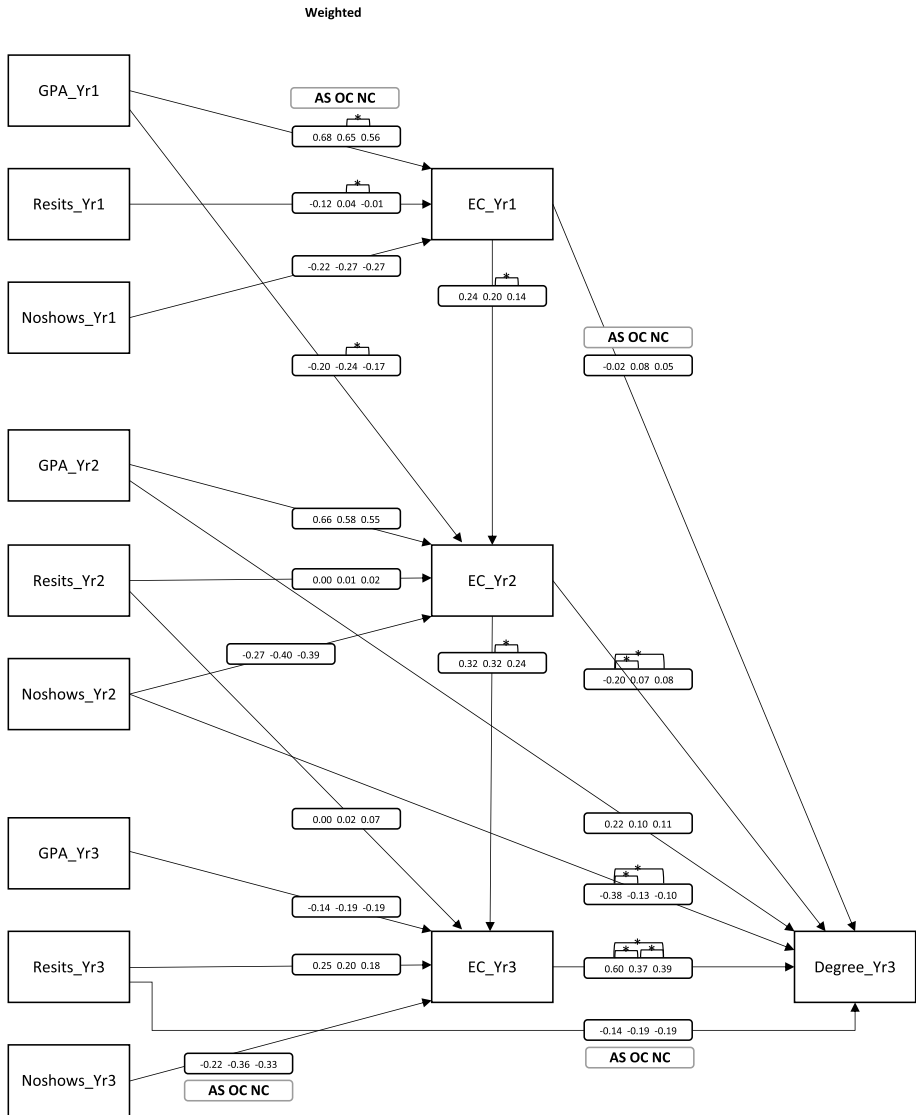 Weighted
GPA_Yr1
AS OC NC
*
0.68 0.65 0.56
Resits_Yr1
*
-0.12 0.04 -0.01
EC_Yr1
Noshows_Yr1
-0.22 -0.27 -0.27
*
0.24 0.20 0.14
AS OC NC
*
-0.20 -0.24 -0.17
-0.02 0.08 0.05
GPA_Yr2
0.66 0.58 0.55
Resits_Yr2
0.00 0.01 0.02
EC_Yr2
Noshows_Yr2
-0.27 -0.40 -0.39
*
0.32 0.32 0.24
*
*
-0.20 0.07 0.08
GPA_Yr3
0.00 0.02 0.07
0.22 0.10 0.11
*
*
-0.38 -0.13 -0.10
-0.14 -0.19 -0.19
Resits_Yr3
0.25 0.20 0.18
EC_Yr3
*
* *
0.60 0.37 0.39
Degree_Yr3
-0.14 -0.19 -0.19
AS OC NC
Noshows_Yr3
-0.22 -0.36 -0.33
AS OC NC